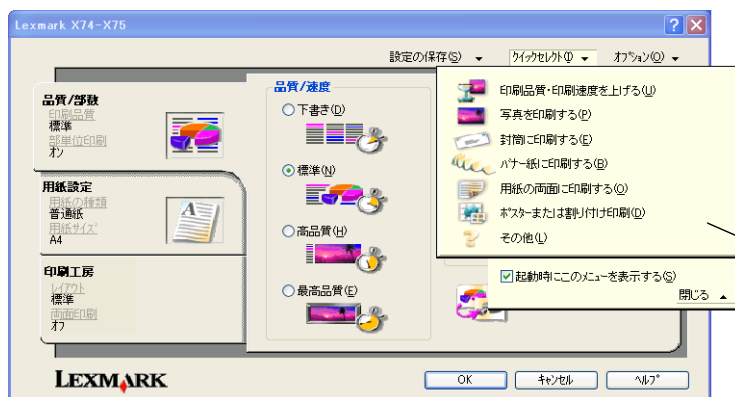 Lexmark X74-X75
設定の保存(S) クイックセレクト(I) オプション(O)
品質/部数
印刷品質
標準
部単位印刷
オン
用紙設定
用紙の種類
普通紙
用紙サイズ
A4
印刷工房
レイアウト
標準
両面印刷
オフ
品質/速度
下書き(D)
標準(N)
高品質(H)
最高品質(E)
印刷品質・印刷速度を上げる(U)
写真を印刷する(P)
封筒に印刷する(E)
バナー紙に印刷する(B)
用紙の両面に印刷する(O)
ポスターまたは割り付け印刷(D)
その他(L)
起動時にこのメニューを表示する(S)
閉じる
LEXMARK
OK キャンセル ヘルプ